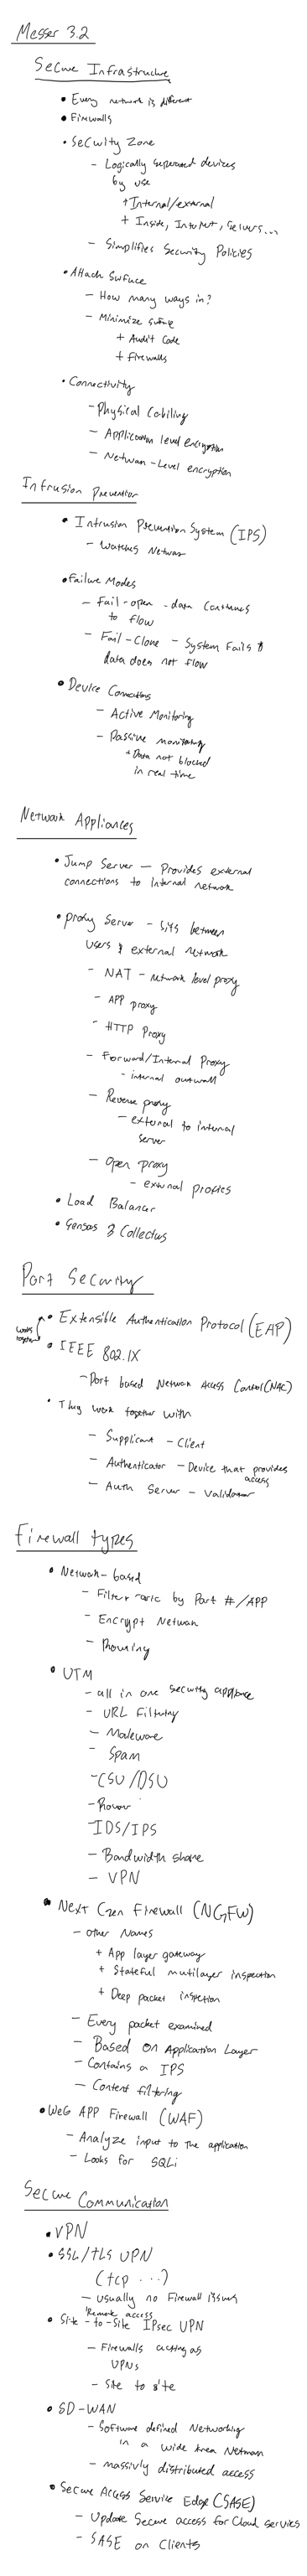 Messer 3.2
Secure Infrastructure
• Every network is different
• Firewalls
• Security Zone
– Logically seperated devices
by use
+ Internal/external
+ Inside, Internet, Servers...
– Simplifies Security Policies
• Attack Surface
– How many ways in?
– Minimize surface
+ Audit Code
+ firewalls
• Connectivity
– Physical Cabiling
– Application level encryption
– Network-Level encryption
Intrusion Prevention
• Intrusion Prevention System (IPS)
– Watches Network
• Failure Modes
– Fail-open - data Continues
to flow
– Fail-Close - System Fails &
data does not flow
• Device Connections
– Active Monitoring
– Passive monitoring
+ Data not blocked
in real time
Network Appliances
• Jump Server – Provides external
connections to Internal network
• Proxy Server – sits between
users & external network
– NAT – network level proxy
– APP proxy
– HTTP Proxy
– Forward/Internal Proxy
– internal outwall
– Reverse proxy
– external to internal
server
– Open proxy
– external proxies
• Load Balancer
• Sensors & Collectors
Port Security
• Extensible Authentication Protocol (EAP)
works
together
• IEEE 802.1X
– Port based Network Access Control (NAC)
• They work together with
– Supplicant – Client
– Authenticator – Device that provides
access
– Auth Server – Validator
Firewall types
• Network-based
– Filter traffic by Port #/APP
– Encrypt Network
– Routing
• UTM
– all in one security appliance
– URL Filtering
– Maleware
– Spam
– CSU/DSU
– Router
– IDS/IPS
– Bandwidth shape
– VPN
• Next Gen Firewall (NGFW)
– other Names
+ App layer gateway
+ Stateful mutilayer inspection
+ Deep packet inspetion
– Every packet examined
– Based on Application Layer
– Contains a IPS
– Content filtering
• Web APP Firewall (WAF)
– Analyze input to the application
– Looks for SQLi
Secure Communication
• VPN
• SSL/TLS VPN
(tcp ...)
– usually no Firewall issues
Remote access
• Site-to-Site IPsec VPN
– Firewalls acting as
VPNs
– Site to site
• SD-WAN
– Software defined Networking
in a Wide Area Network
– massivly distributed access
• Secure Access Service Edge (SASE)
– Update Secure access for Cloud services
– SASE on Clients